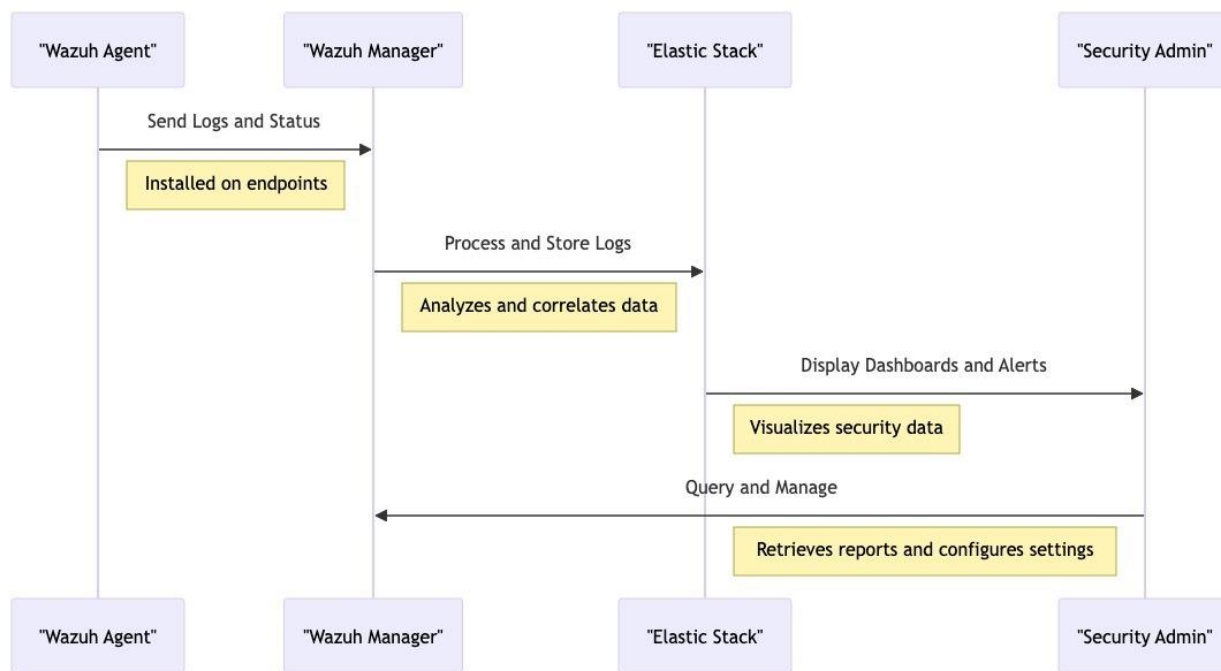 "Wazuh Agent"
"Wazuh Manager"
"Elastic Stack"
"Security Admin"
Send Logs and Status
Installed on endpoints
Process and Store Logs
Analyzes and correlates data
Display Dashboards and Alerts
Visualizes security data
Query and Manage
Retrieves reports and configures settings
"Wazuh Agent"
"Wazuh Manager"
"Elastic Stack"
"Security Admin"